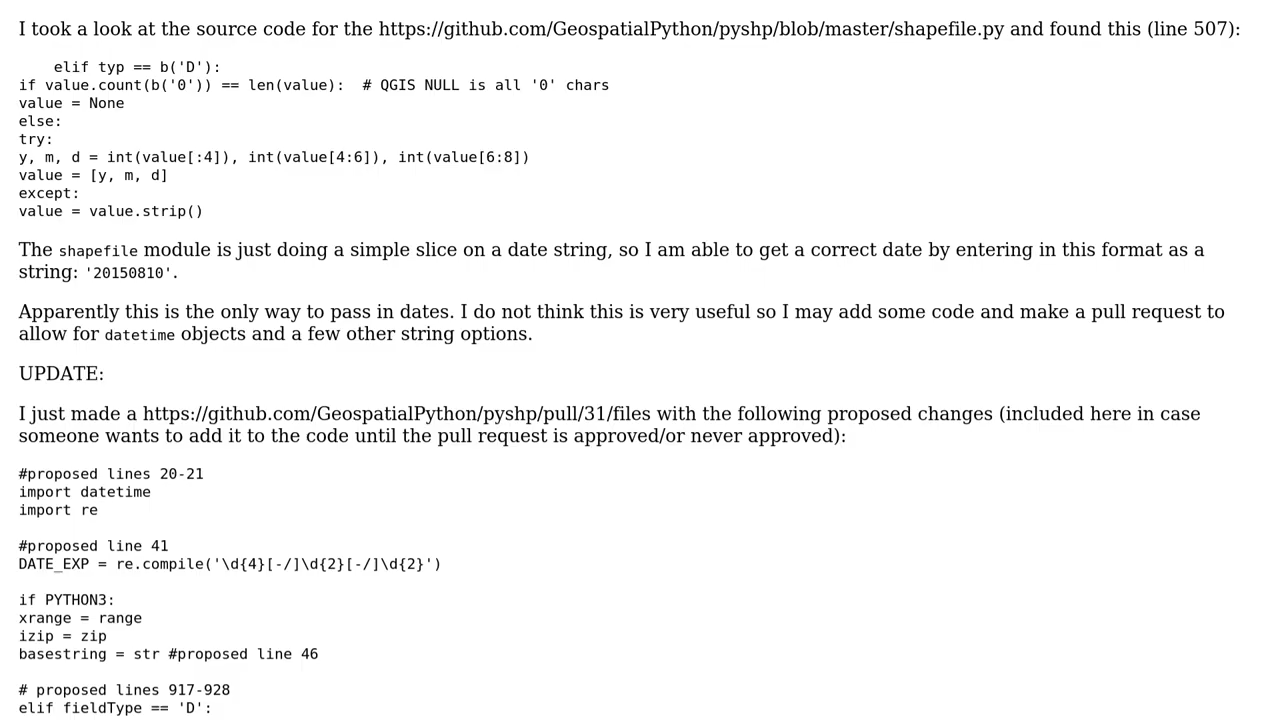 I took a look at the source code for the https://github.com/GeospatialPython/pyshp/blob/master/shapefile.py and found this (line 507):
    elif typ == b('D'):
if value.count(b('0')) == len(value):  # QGIS NULL is all '0' chars
value = None
else:
try:
y, m, d = int(value[:4]), int(value[4:6]), int(value[6:8])
value = [y, m, d]
except:
value = value.strip()
The shapefile module is just doing a simple slice on a date string, so I am able to get a correct date by entering in this format as a
string: '20150810'.
Apparently this is the only way to pass in dates. I do not think this is very useful so I may add some code and make a pull request to
allow for datetime objects and a few other string options.
UPDATE:
I just made a https://github.com/GeospatialPython/pyshp/pull/31/files with the following proposed changes (included here in case
someone wants to add it to the code until the pull request is approved/or never approved):
#proposed lines 20-21
import datetime
import re
#proposed line 41
DATE_EXP = re.compile('\d{4}[-/]\d{2}[-/]\d{2}')
if PYTHON3:
xrange = range
izip = zip
basestring = str #proposed line 46
# proposed lines 917-928
elif fieldType == 'D':